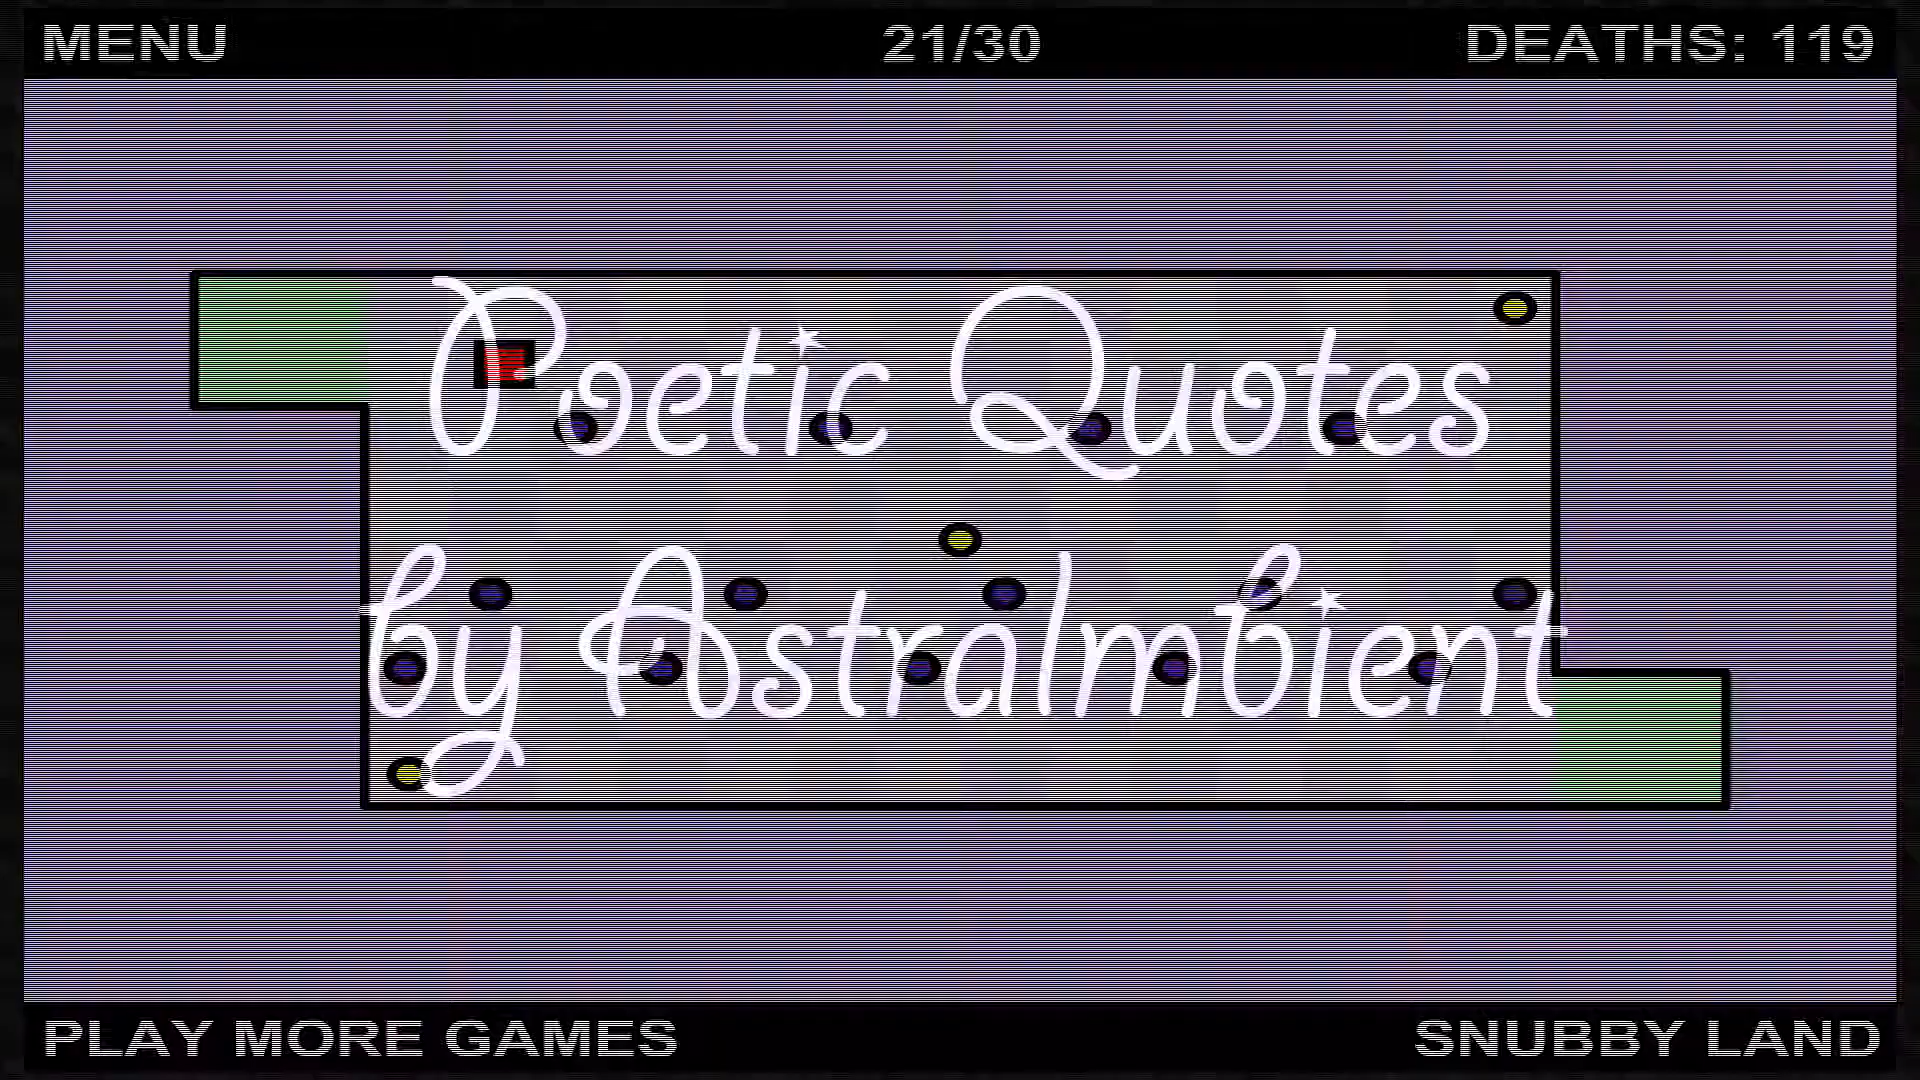 MENU 21/30 DEATHS: 119
Poetic Quotes
by Astralmbient
PLAY MORE GAMES SNUBBY LAND